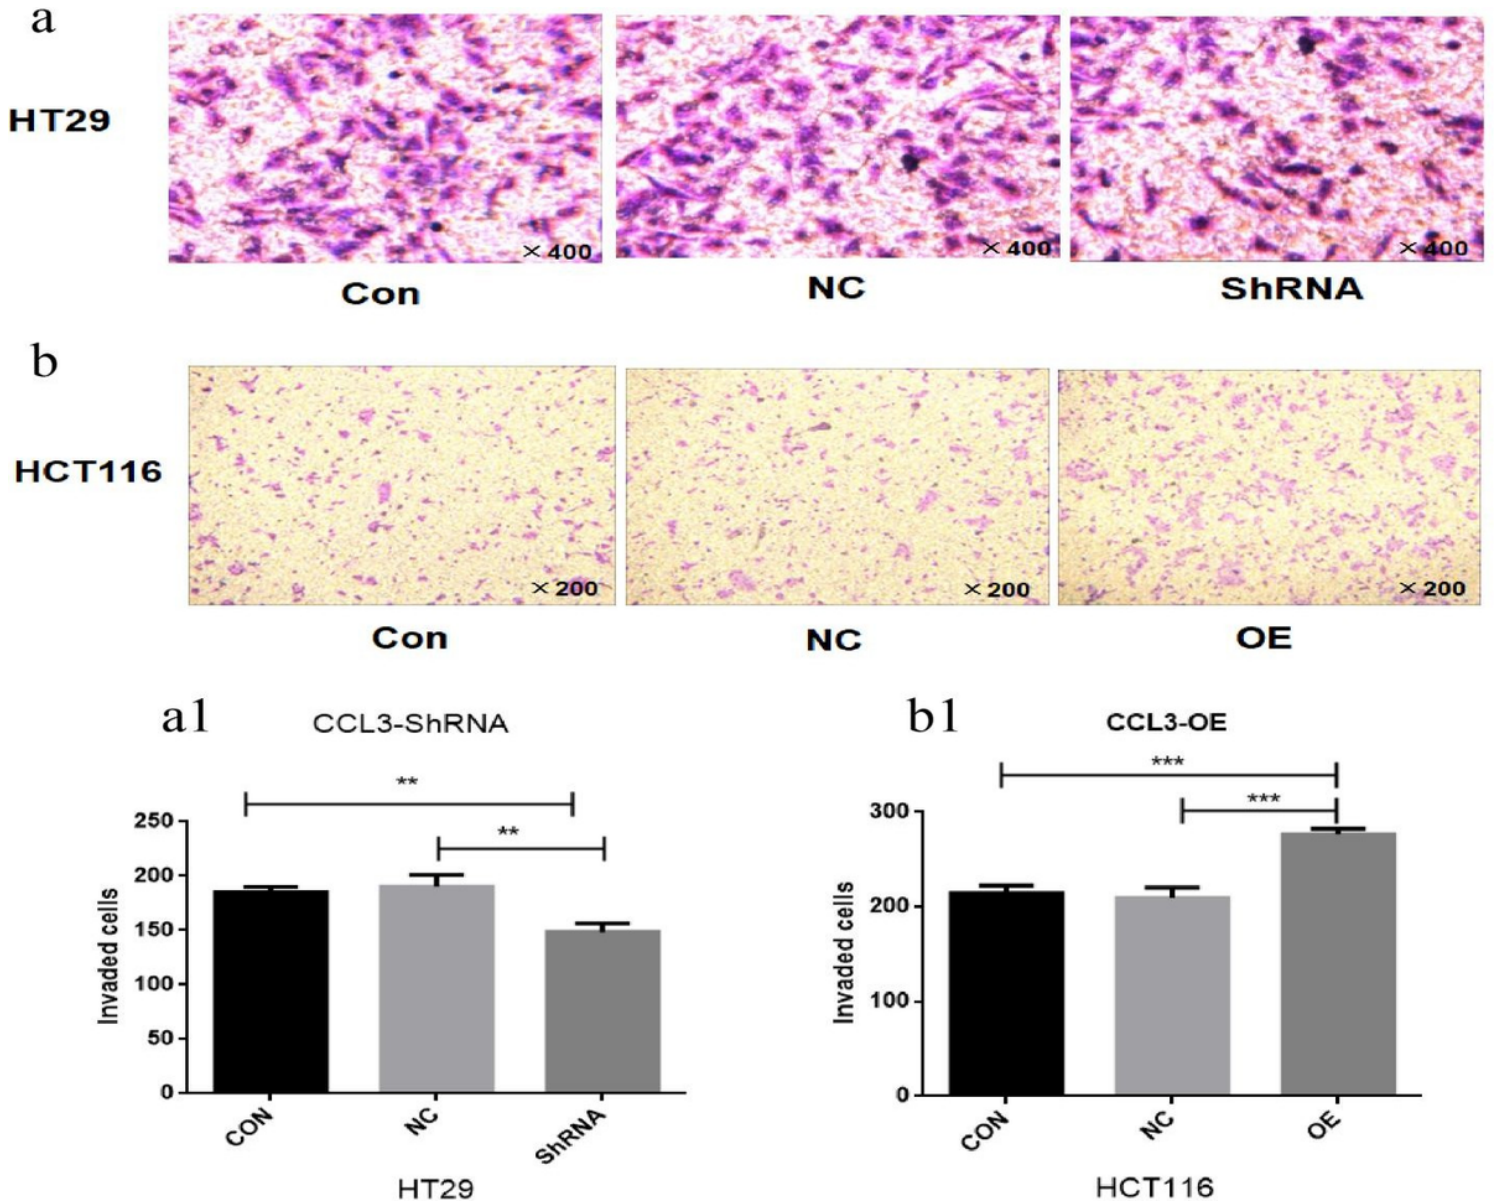 a
HT29
× 400
× 400
× 400
Con
NC
ShRNA
b
HCT116
× 200
× 200
× 200
Con
NC
OE
a1
CCL3-ShRNA
**
**
250
200
150
100
50
0
Invaded cells
CON
NC
ShRNA
HT29
b1
CCL3-OE
***
***
300
200
100
0
Invaded cells
CON
NC
OE
HCT116